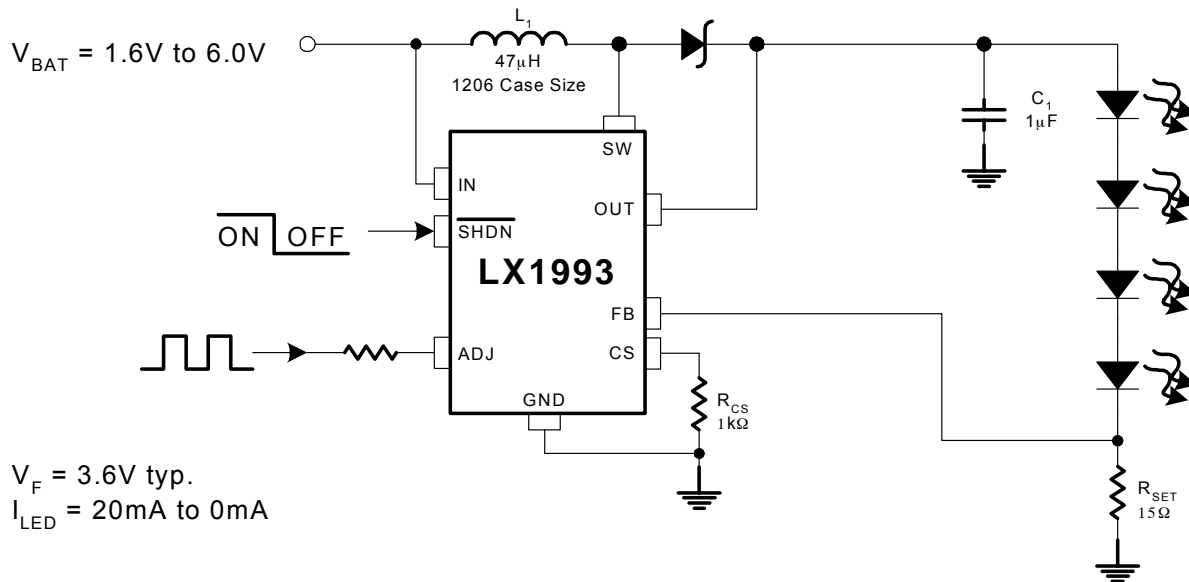 L₁
V_BAT = 1.6V to 6.0V
47µH
1206 Case Size
SW
C₁
1µF
IN
OUT
ON OFF
SHDN
LX1993
FB
ADJ
CS
GND
R_CS
1kΩ
V_F = 3.6V typ.
I_LED = 20mA to 0mA
R_SET
15Ω